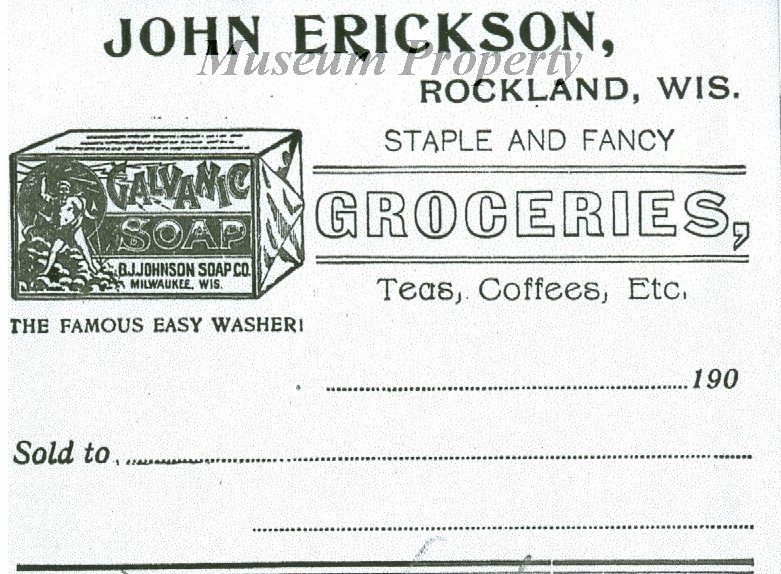 JOHN ERICKSON,
Museum Property
ROCKLAND, WIS.
STAPLE AND FANCY
GROCERIES,
Teas, Coffees, Etc.
GALVANIC
SOAP
B.J.JOHNSON SOAP CO.
MILWAUKEE, WIS.
THE FAMOUS EASY WASHER!
190
Sold to